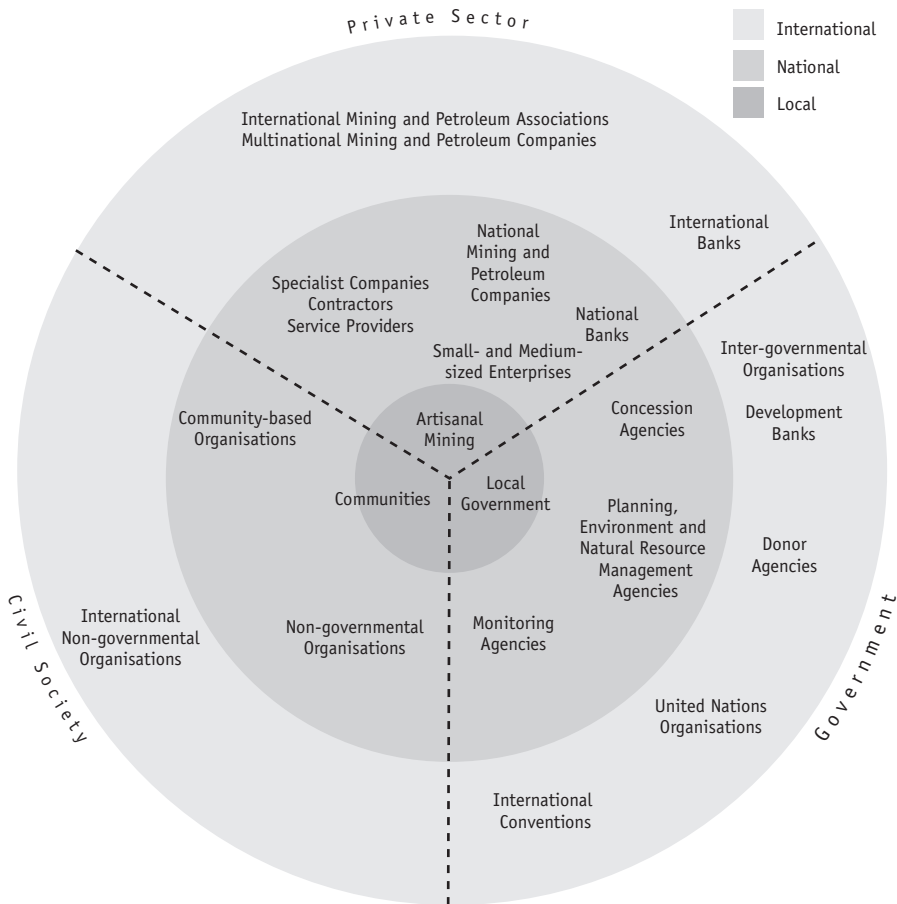 Private Sector
International
National
Local
International Mining and Petroleum Associations
Multinational Mining and Petroleum Companies
International
Banks
National
Mining and
Petroleum
Companies
Specialist Companies
Contractors
Service Providers
National
Banks
Small- and Medium-
sized Enterprises
Inter-governmental
Organisations
Concession
Agencies
Development
Banks
Community-based
Organisations
Artisanal
Mining
Communities
Local
Government
Planning,
Environment and
Natural Resource
Management
Agencies
Donor
Agencies
International
Non-governmental
Organisations
Non-governmental
Organisations
Monitoring
Agencies
United Nations
Organisations
International
Conventions
Civil Society
Government